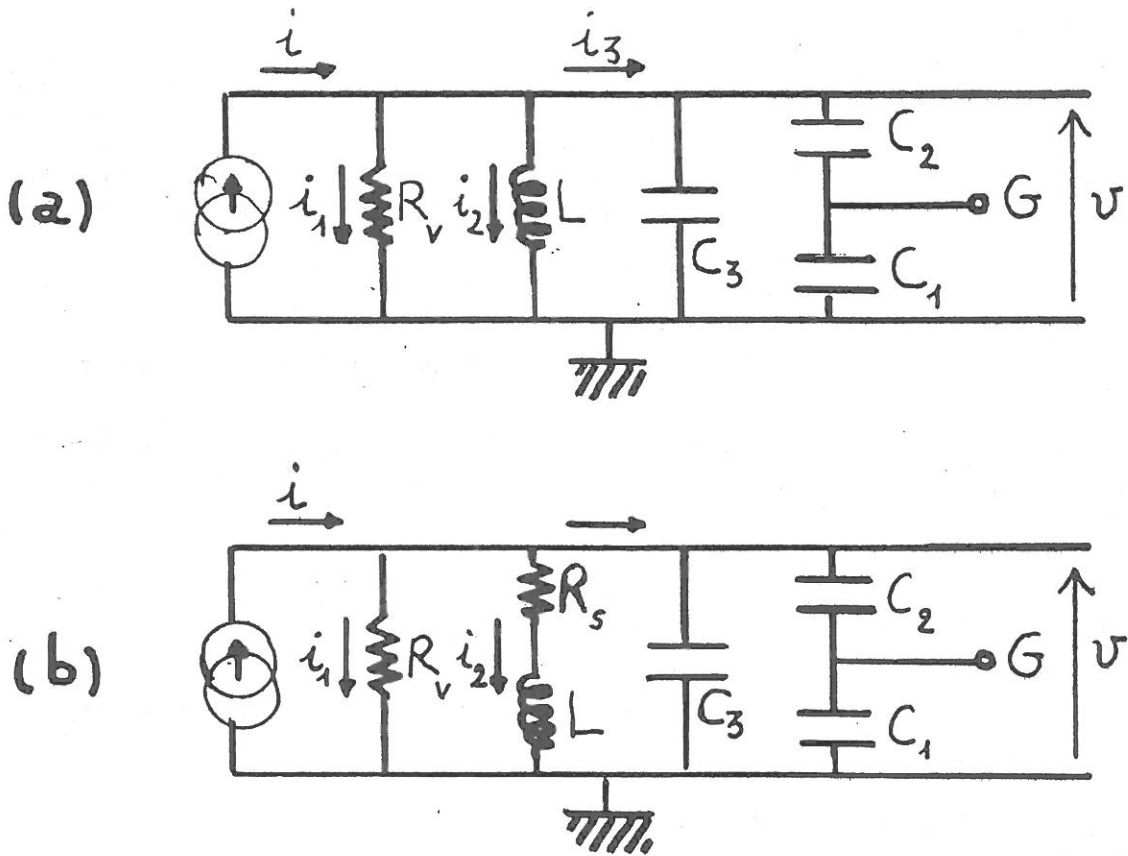 i i₃
(a) i₁ Rᵥ i₂ L C₃ C₂ G C₁ v
i
(b) i₁ Rᵥ i₂ Rₛ L C₃ C₂ G C₁ v